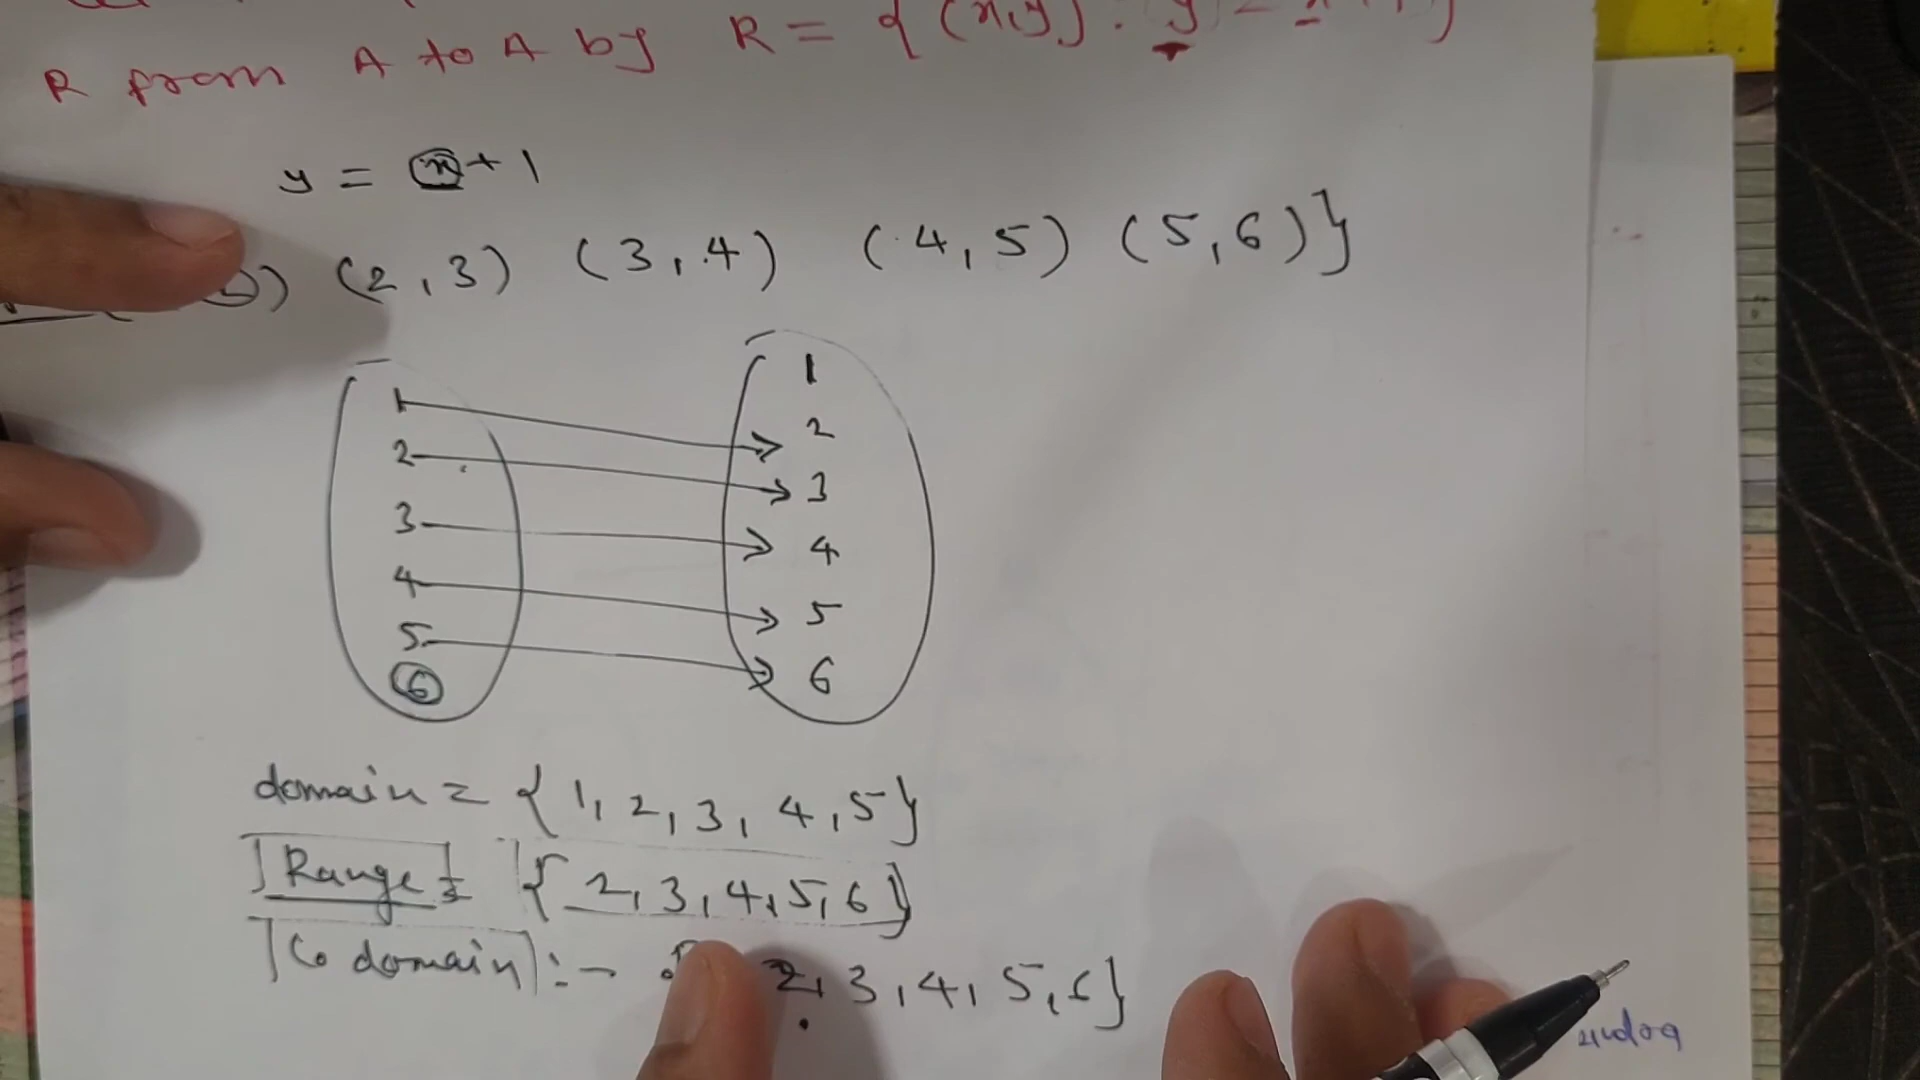 R from A to A by R = { (x,y) : y = x + 1 }
y = x + 1
) (2,3) (3,4) (4,5) (5,6)}
1 1
2 2
3 3
4 4
5 5
6 6
domain = {1, 2, 3, 4, 5}
Range = { 2, 3, 4, 5, 6}
Co domain :- { 2, 3, 4, 5, 6}